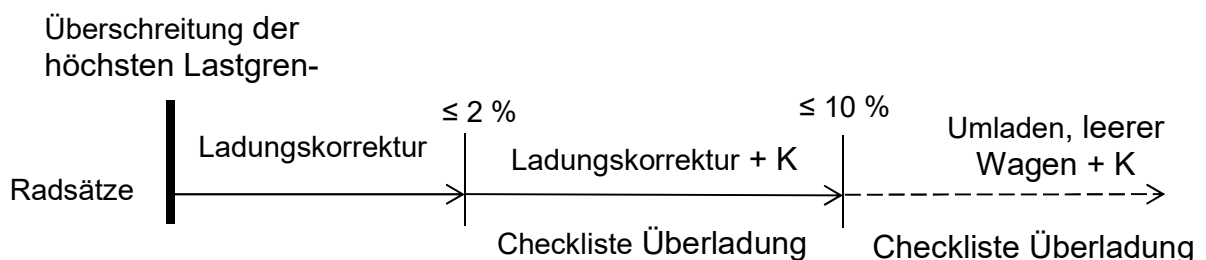 Überschreitung der
höchsten Lastgren-
≤ 2 %
≤ 10 %
Ladungskorrektur
Ladungskorrektur + K
Umladen, leerer
Wagen + K
Radsätze
Checkliste Überladung
Checkliste Überladung